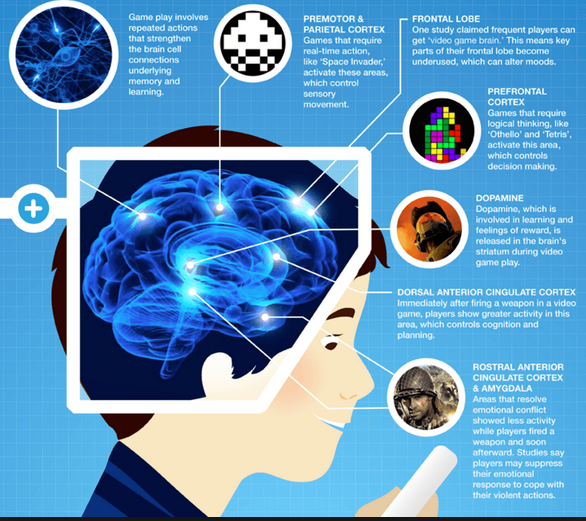 Game play involves
repeated actions
that strengthen
the brain cell
connections
underlying
memory and
learning.
PREMOTOR &
PARIETAL CORTEX
Games that require
real-time action,
like 'Space Invader,'
activate these areas,
which control
sensory
movement.
FRONTAL LOBE
One study claimed frequent players can
get 'video game brain.' This means key
parts of their frontal lobe become
underused, which can alter moods.
PREFRONTAL
CORTEX
Games that require
logical thinking, like
'Othello' and 'Tetris',
activate this area,
which controls
decision making.
DOPAMINE
Dopamine, which is
involved in learning and
feelings of reward, is
released in the brain's
striatum during video
game play.
DORSAL ANTERIOR CINGULATE CORTEX
Immediately after firing a weapon in a video
game, players show greater activity in this
area, which controls cognition and
planning.
ROSTRAL ANTERIOR
CINGULATE CORTEX
& AMYGDALA
Areas that resolve
emotional conflict
showed less activity
while players fired a
weapon and soon
afterward. Studies say
players may suppress
their emotional
response to cope with
their violent actions.